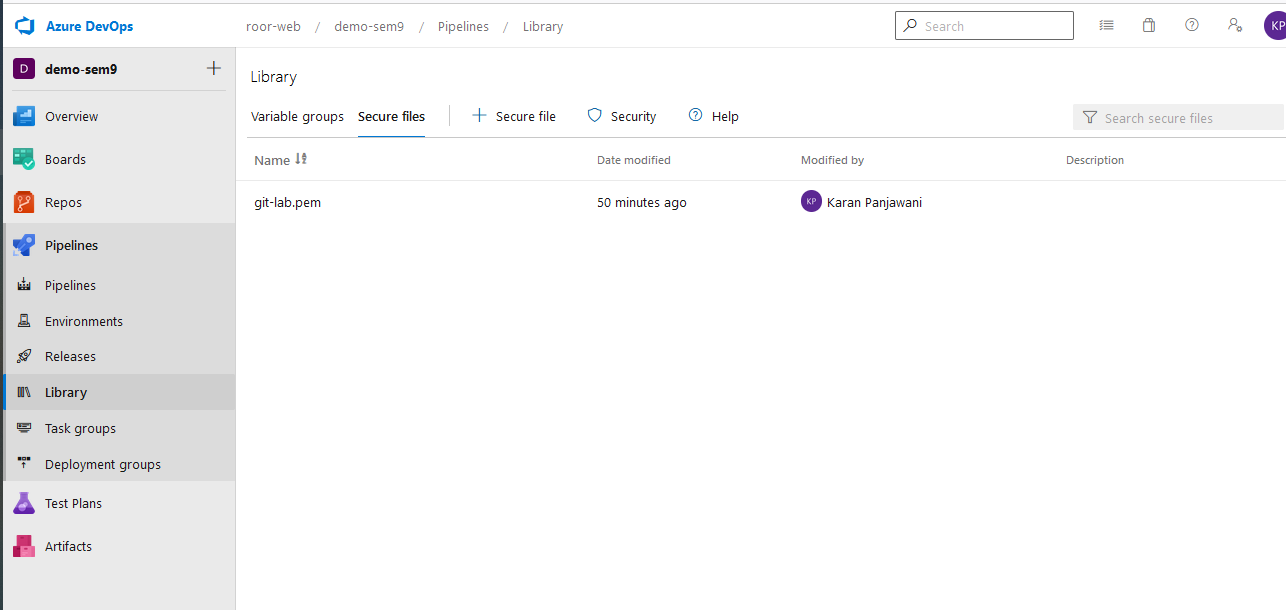 Azure DevOps
roor-web / demo-sem9 / Pipelines / Library
Search
KP
D demo-sem9
Overview
Boards
Repos
Pipelines
Pipelines
Environments
Releases
Library
Task groups
Deployment groups
Test Plans
Artifacts
Library
Variable groups Secure files + Secure file Security ? Help
Search secure files
Name Date modified Modified by Description
git-lab.pem 50 minutes ago KP Karan Panjawani